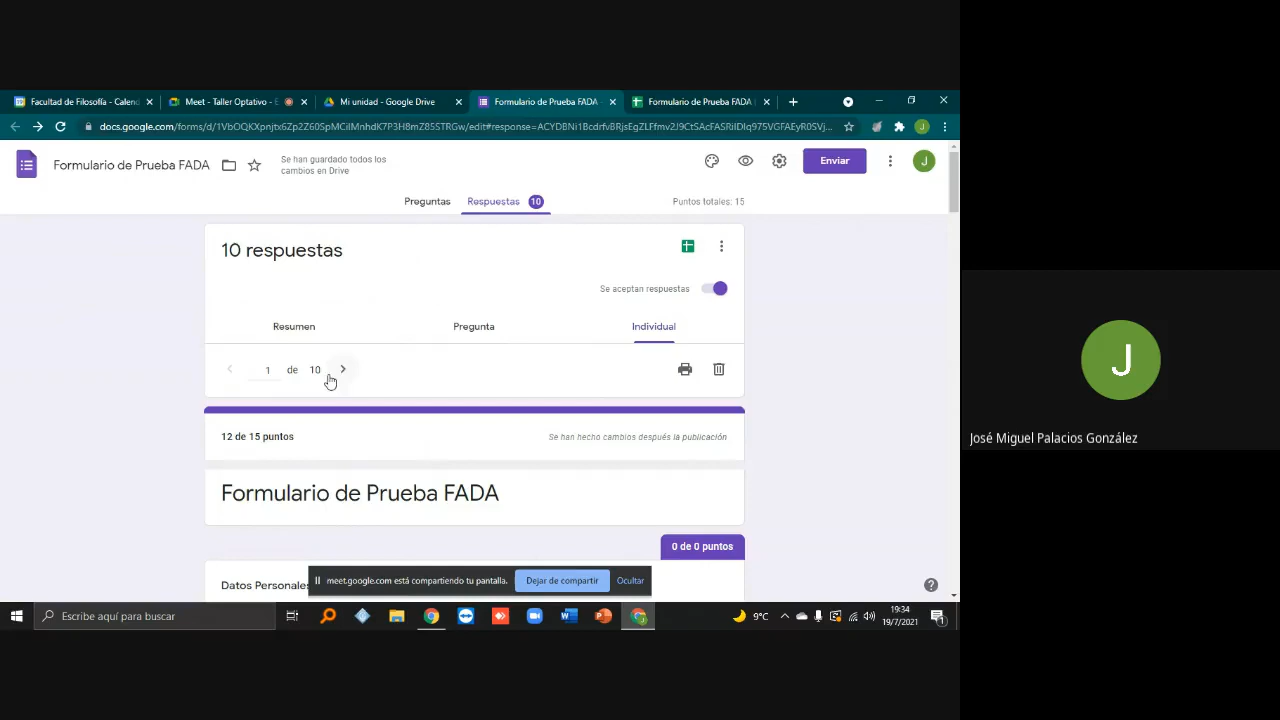 Facultad de Filosofía - Calend
Meet - Taller Optativo - E
Mi unidad - Google Drive
Formulario de Prueba FADA
Formulario de Prueba FADA
docs.google.com/forms/d/
Formulario de Prueba FADA
Se han guardado todos los
cambios en Drive
Enviar
J
Preguntas
Respuestas 10
Puntos totales: 15
10 respuestas
Se aceptan respuestas
Resumen
Pregunta
Individual
1 de 10
12 de 15 puntos
Se han hecho cambios después la publicación
Formulario de Prueba FADA
0 de 0 puntos
Datos Personales
meet.google.com está compartiendo tu pantalla.
Dejar de compartir
Ocultar
Escribe aquí para buscar
9°C
19:34
19/7/2021
J
José Miguel Palacios González